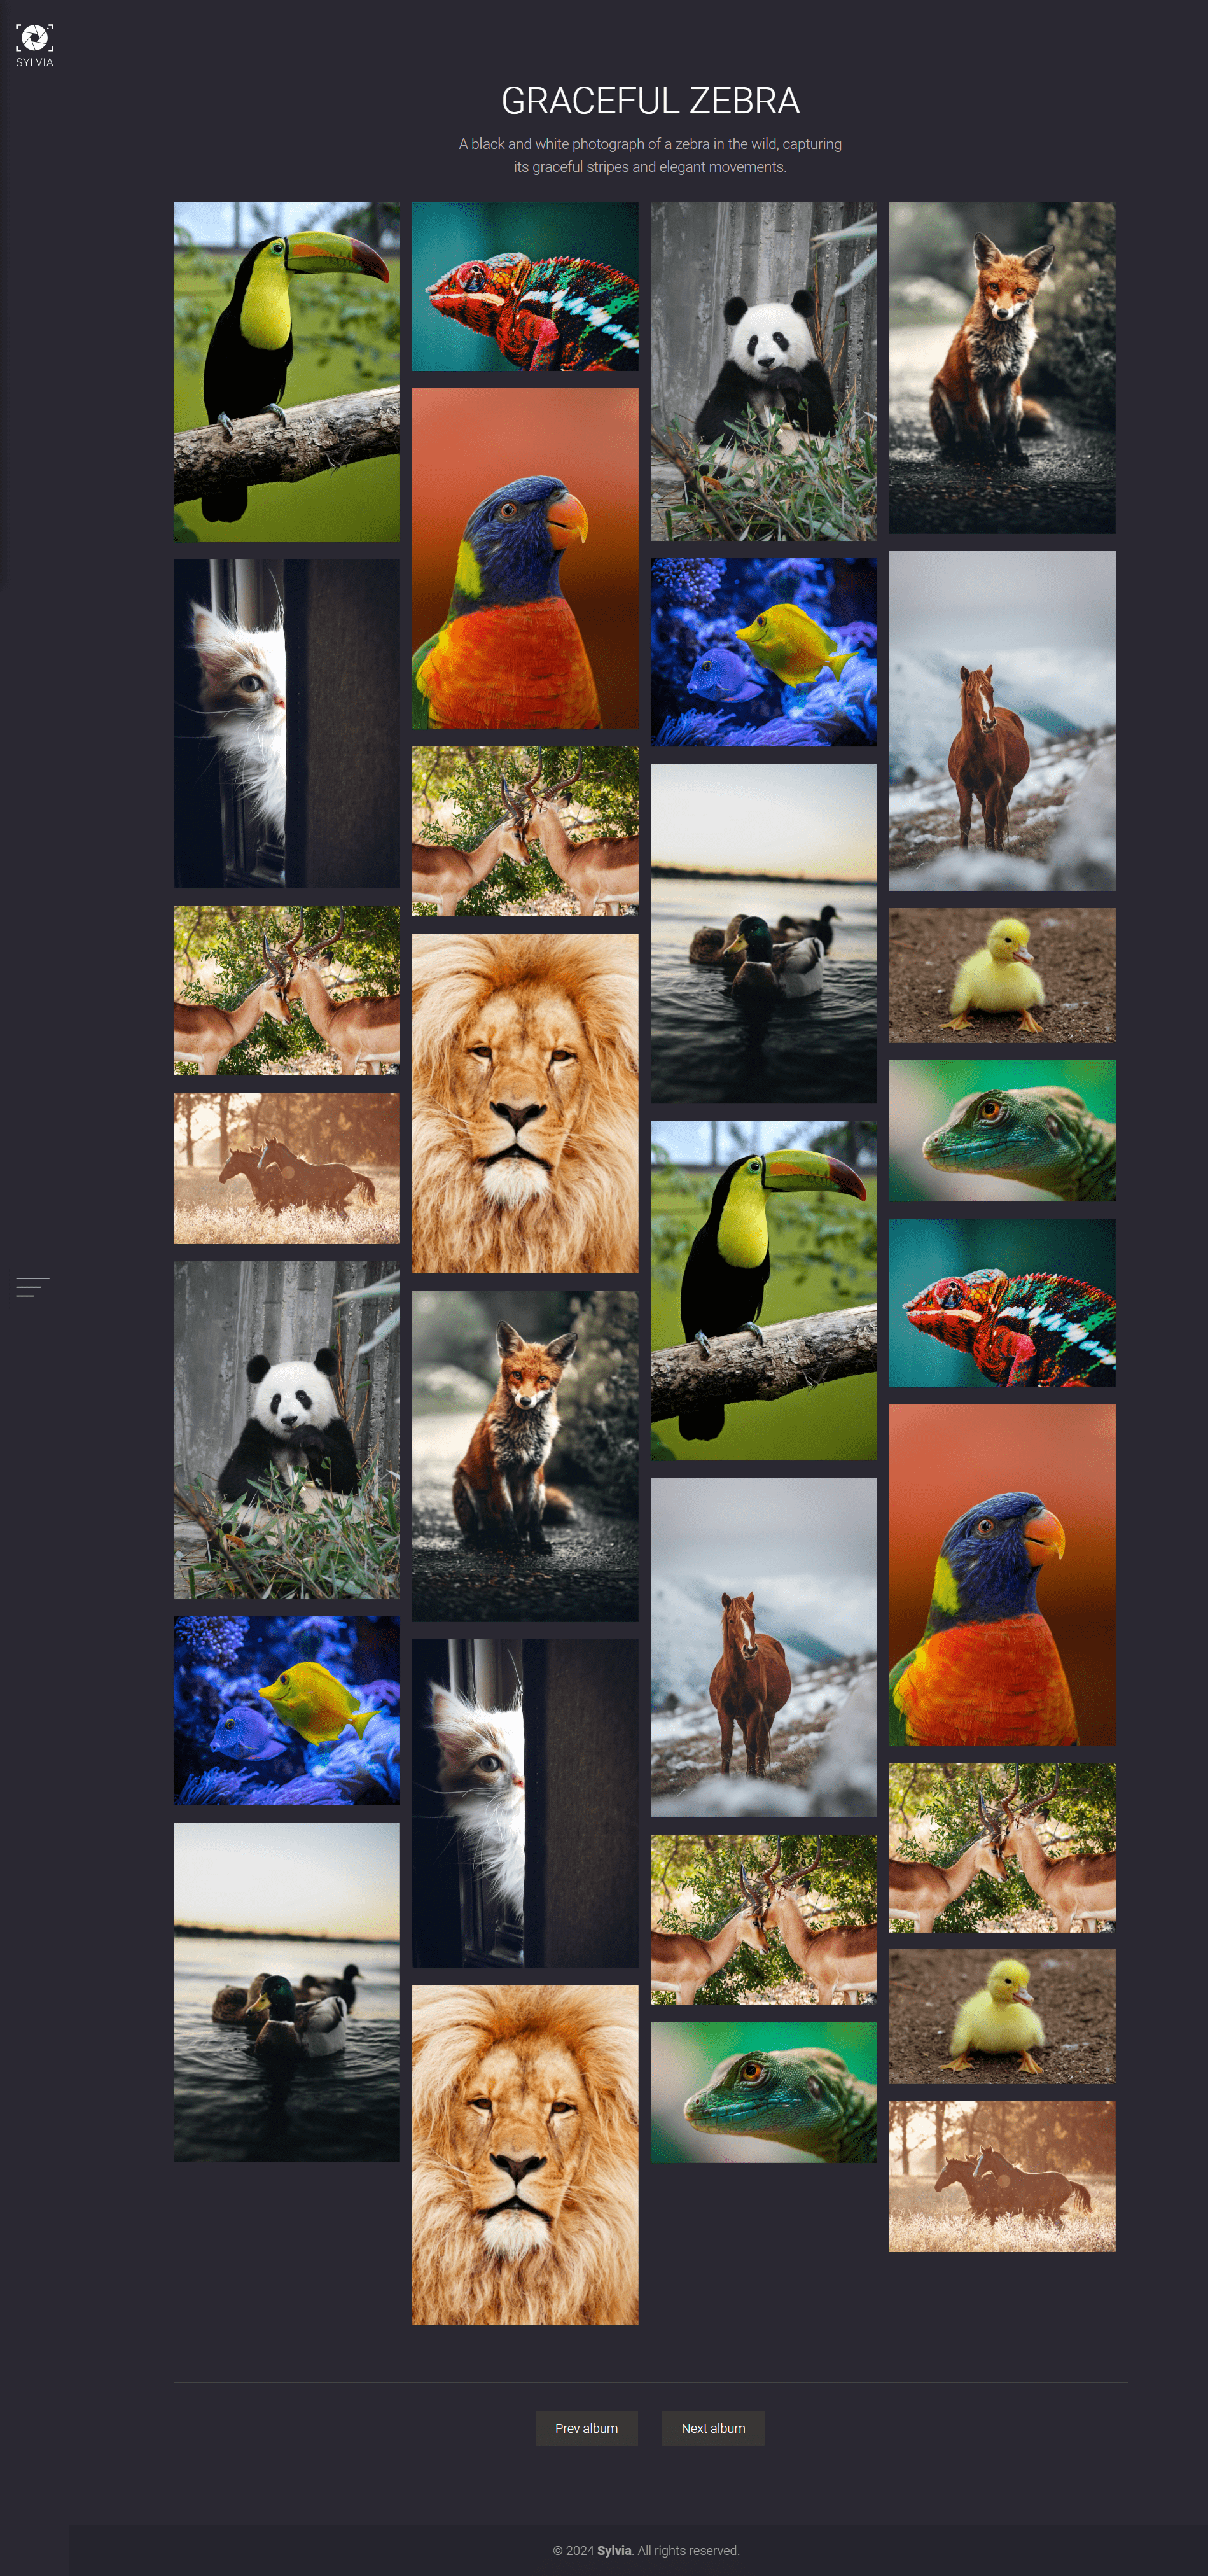 SYLVIA
GRACEFUL ZEBRA
A black and white photograph of a zebra in the wild, capturing
its graceful stripes and elegant movements.
Prev album
Next album
© 2024 Sylvia. All rights reserved.